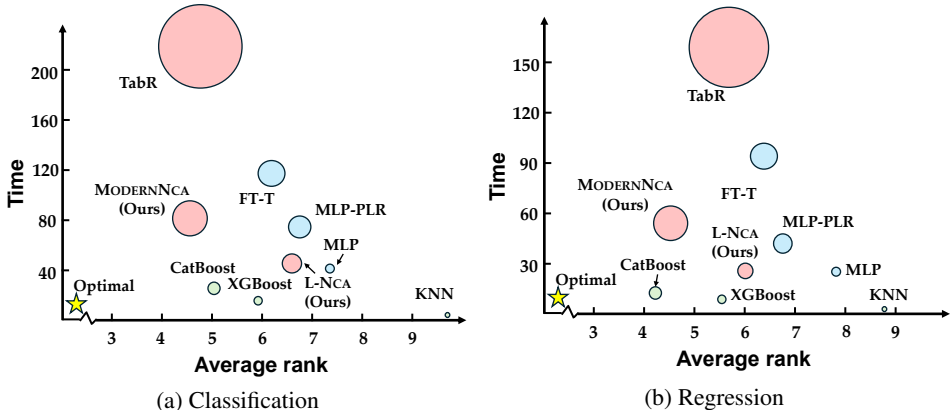 Time
200
160
120
80
40
TabR
FT-T
MODERNNCA
(Ours)
MLP-PLR
MLP
CatBoost
XGBoost
L-NCA
(Ours)
Optimal
KNN
3 4 5 6 7 8 9
Average rank
(a) Classification
Time
150
120
90
60
30
TabR
FT-T
MODERNNCA
(Ours)
MLP-PLR
L-NCA
(Ours)
CatBoost
MLP
Optimal
XGBoost
KNN
3 4 5 6 7 8 9
Average rank
(b) Regression